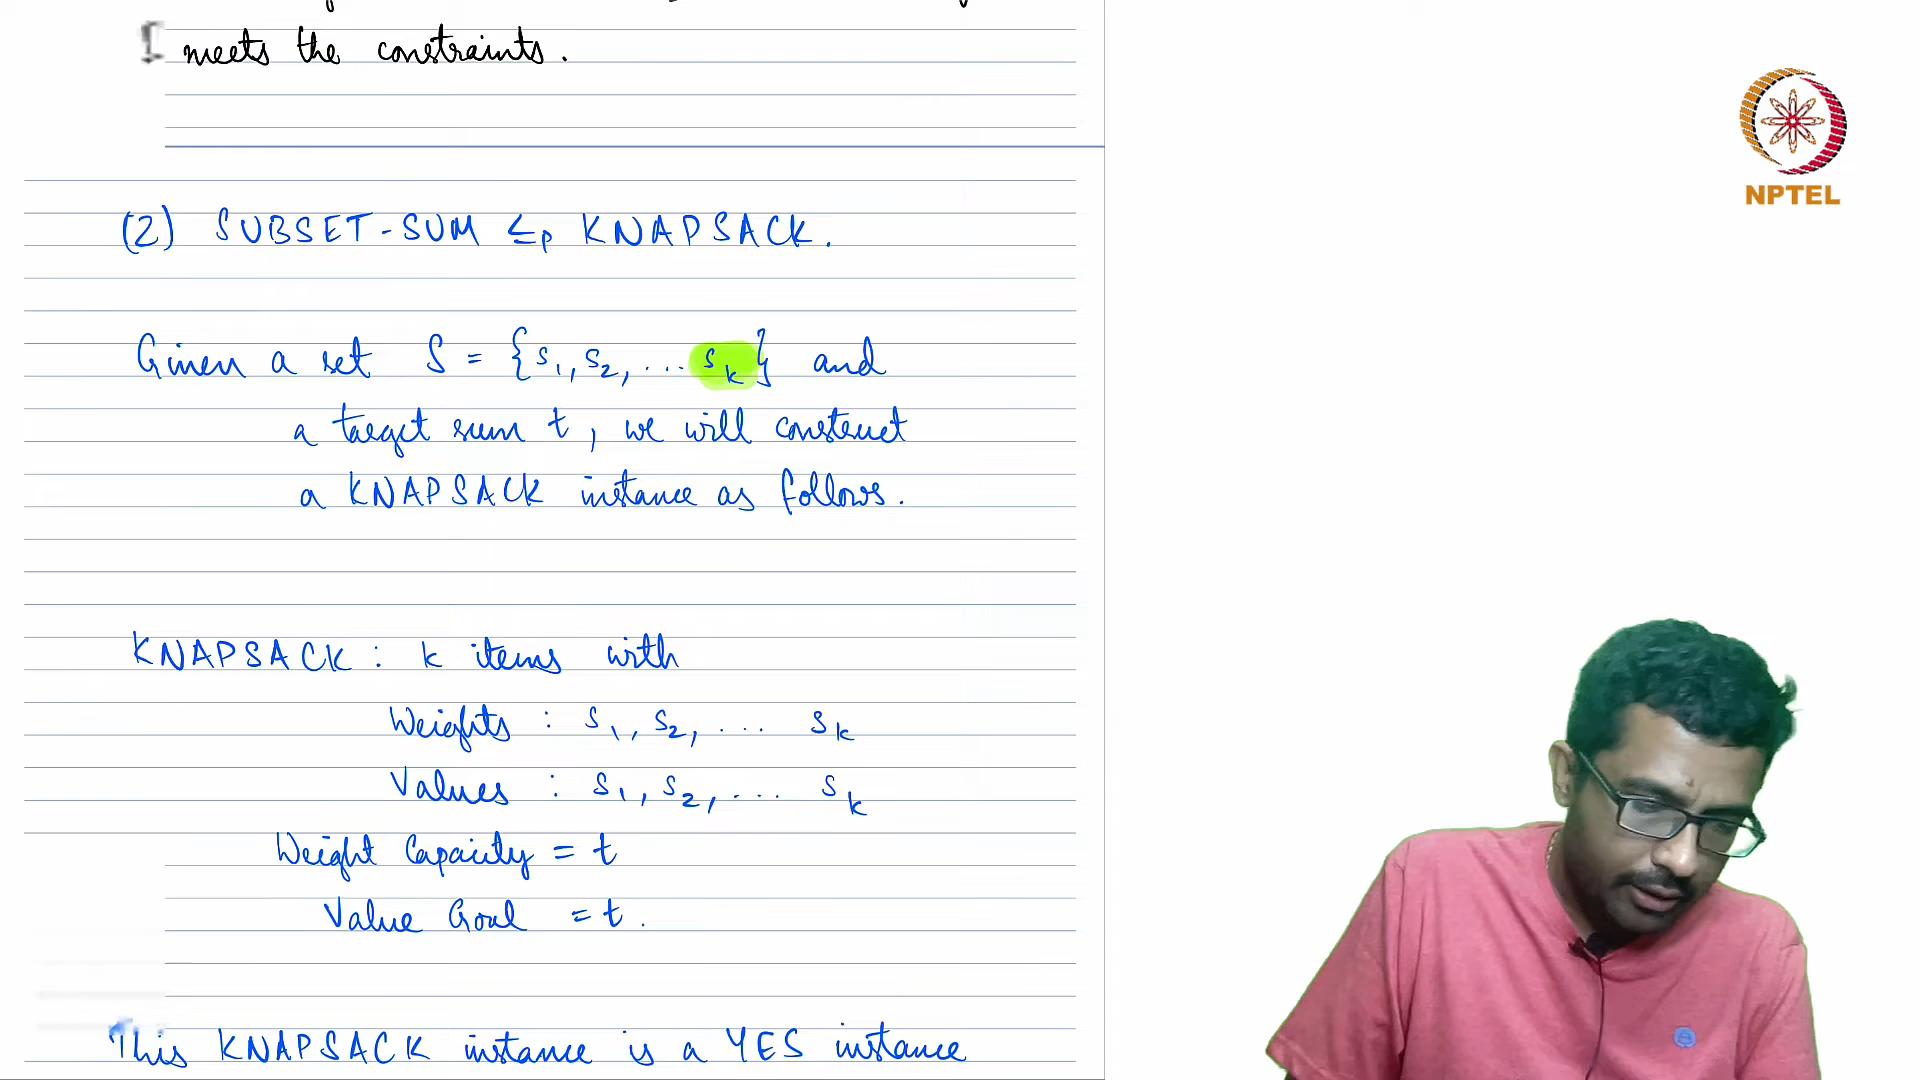 meets the constraints.
NPTEL
(2) SUBSET-SUM ≤p KNAPSACK.
Given a set S = {s1, s2, ... sk} and
a target sum t, we will construct
a KNAPSACK instance as follows.
KNAPSACK: k items with
Weights : s1, s2, ... sk
Values : s1, s2, ... sk
Weight Capacity = t
Value Goal = t.
This KNAPSACK instance is a YES instance